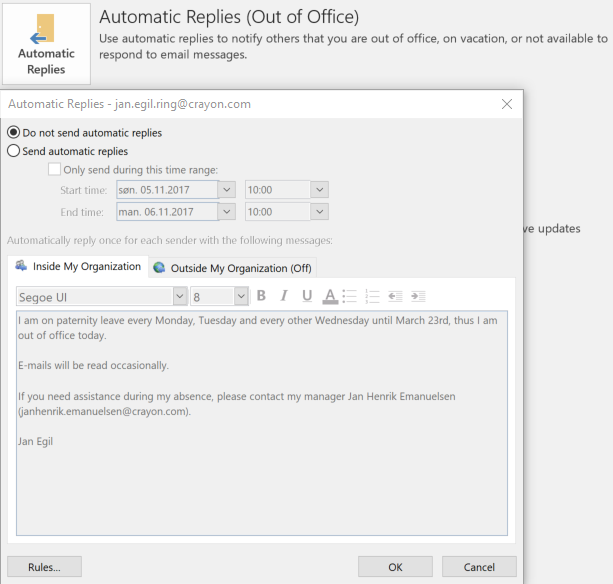 Automatic Replies (Out of Office)
Automatic
Replies
Use automatic replies to notify others that you are out of office, on vacation, or not available to
respond to email messages.
Automatic Replies - jan.egil.ring@crayon.com
Do not send automatic replies
Send automatic replies
Only send during this time range:
Start time: søn. 05.11.2017 10:00
End time: man. 06.11.2017 10:00
ve updates
Automatically reply once for each sender with the following messages:
Inside My Organization Outside My Organization (Off)
Segoe UI 8 B I U A
I am on paternity leave every Monday, Tuesday and every other Wednesday until March 23rd, thus I am
out of office today.
E-mails will be read occasionally.
If you need assistance during my absence, please contact my manager Jan Henrik Emanuelsen
(janhenrik.emanuelsen@crayon.com).
Jan Egil
Rules... OK Cancel